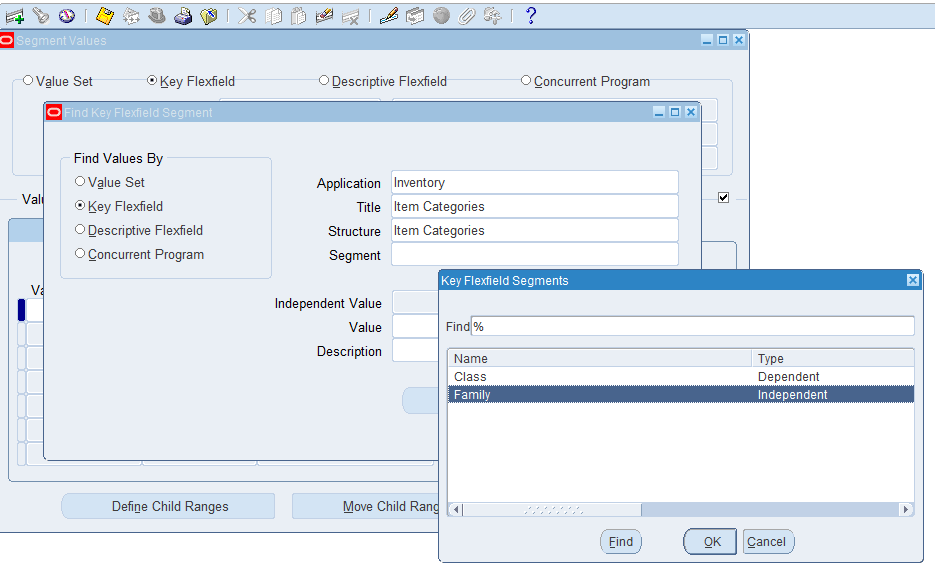 Segment Values
Value Set Key Flexfield Descriptive Flexfield Concurrent Program
Find Key Flexfield Segment
Find Values By
Value Set
Key Flexfield
Descriptive Flexfield
Concurrent Program
Application Inventory
Title Item Categories
Structure Item Categories
Segment
Independent Value
Value
Description
Key Flexfield Segments
Find %
Name Type
Class Dependent
Family Independent
Find OK Cancel
Define Child Ranges Move Child